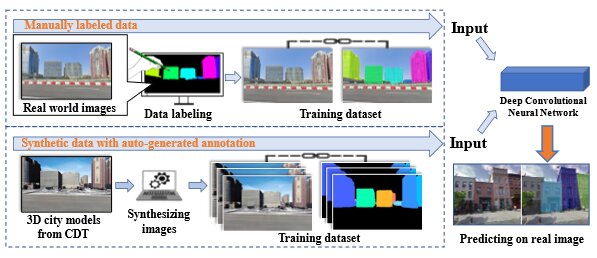 Manually labeled data
Real world images
Data labeling
Training dataset
Input
Synthetic data with auto-generated annotation
3D city models
from CDT
Synthesizing
images
Training dataset
Input
Deep Convolutional
Neural Network
Predicting on real image